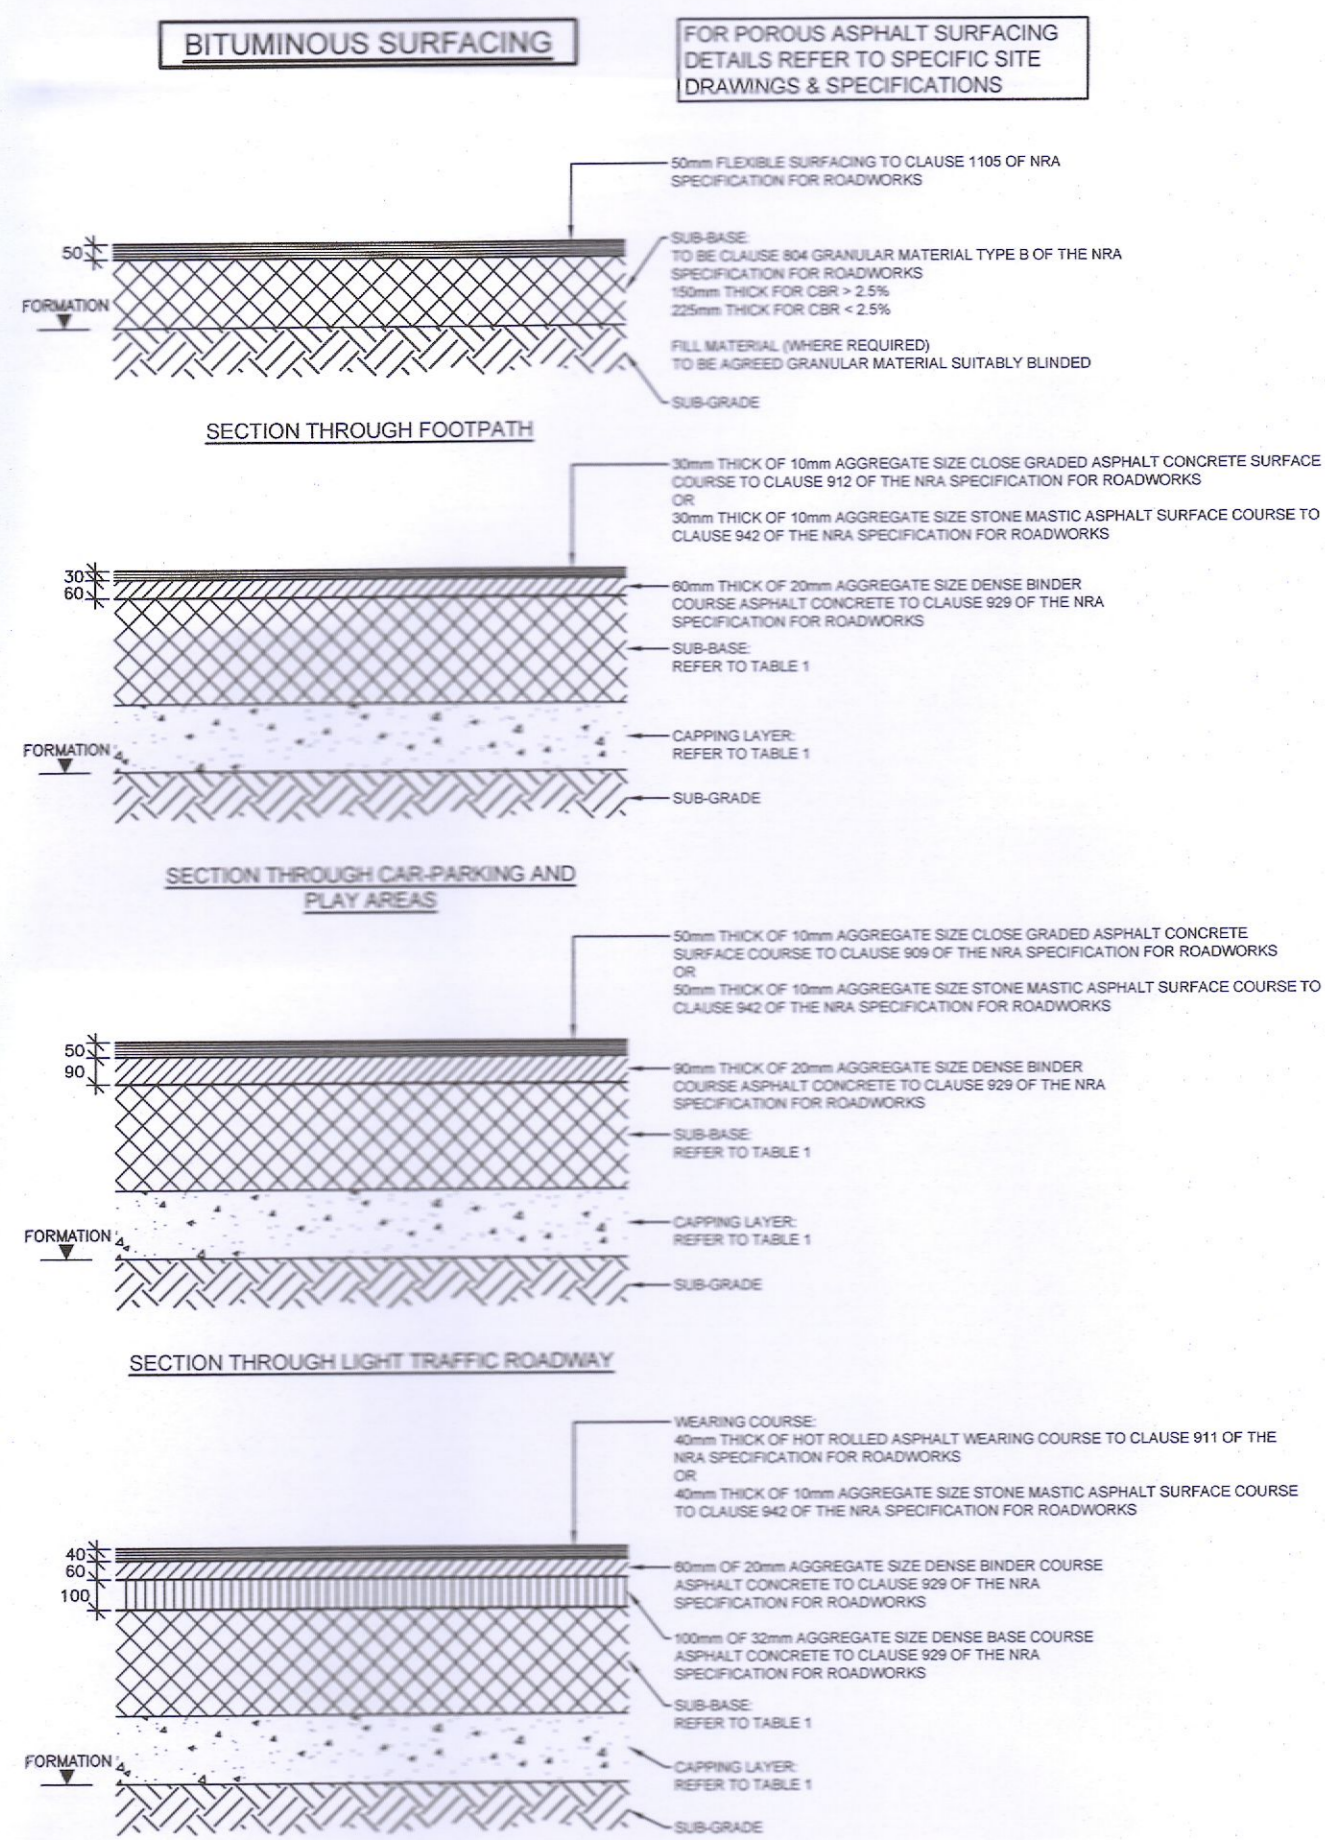 BITUMINOUS SURFACING
FOR POROUS ASPHALT SURFACING
DETAILS REFER TO SPECIFIC SITE
DRAWINGS & SPECIFICATIONS
50mm FLEXIBLE SURFACING TO CLAUSE 1105 OF NRA
SPECIFICATION FOR ROADWORKS
50
SUB-BASE:
TO BE CLAUSE 804 GRANULAR MATERIAL TYPE B OF THE NRA
SPECIFICATION FOR ROADWORKS
150mm THICK FOR CBR > 2.5%
225mm THICK FOR CBR < 2.5%
FORMATION
FILL MATERIAL (WHERE REQUIRED)
TO BE AGREED GRANULAR MATERIAL SUITABLY BLINDED
SUB-GRADE
SECTION THROUGH FOOTPATH
30mm THICK OF 10mm AGGREGATE SIZE CLOSE GRADED ASPHALT CONCRETE SURFACE
COURSE TO CLAUSE 912 OF THE NRA SPECIFICATION FOR ROADWORKS
OR
30mm THICK OF 10mm AGGREGATE SIZE STONE MASTIC ASPHALT SURFACE COURSE TO
CLAUSE 942 OF THE NRA SPECIFICATION FOR ROADWORKS
30
60
60mm THICK OF 20mm AGGREGATE SIZE DENSE BINDER
COURSE ASPHALT CONCRETE TO CLAUSE 929 OF THE NRA
SPECIFICATION FOR ROADWORKS
SUB-BASE:
REFER TO TABLE 1
CAPPING LAYER:
REFER TO TABLE 1
FORMATION
SUB-GRADE
SECTION THROUGH CAR-PARKING AND
PLAY AREAS
50mm THICK OF 10mm AGGREGATE SIZE CLOSE GRADED ASPHALT CONCRETE
SURFACE COURSE TO CLAUSE 909 OF THE NRA SPECIFICATION FOR ROADWORKS
OR
50mm THICK OF 10mm AGGREGATE SIZE STONE MASTIC ASPHALT SURFACE COURSE TO
CLAUSE 942 OF THE NRA SPECIFICATION FOR ROADWORKS
50
90
90mm THICK OF 20mm AGGREGATE SIZE DENSE BINDER
COURSE ASPHALT CONCRETE TO CLAUSE 929 OF THE NRA
SPECIFICATION FOR ROADWORKS
SUB-BASE:
REFER TO TABLE 1
CAPPING LAYER:
REFER TO TABLE 1
FORMATION
SUB-GRADE
SECTION THROUGH LIGHT TRAFFIC ROADWAY
WEARING COURSE:
40mm THICK OF HOT ROLLED ASPHALT WEARING COURSE TO CLAUSE 911 OF THE
NRA SPECIFICATION FOR ROADWORKS
OR
40mm THICK OF 10mm AGGREGATE SIZE STONE MASTIC ASPHALT SURFACE COURSE
TO CLAUSE 942 OF THE NRA SPECIFICATION FOR ROADWORKS
40
60
100
60mm OF 20mm AGGREGATE SIZE DENSE BINDER COURSE
ASPHALT CONCRETE TO CLAUSE 929 OF THE NRA
SPECIFICATION FOR ROADWORKS
100mm OF 32mm AGGREGATE SIZE DENSE BASE COURSE
ASPHALT CONCRETE TO CLAUSE 929 OF THE NRA
SPECIFICATION FOR ROADWORKS
SUB-BASE:
REFER TO TABLE 1
FORMATION
CAPPING LAYER:
REFER TO TABLE 1
SUB-GRADE